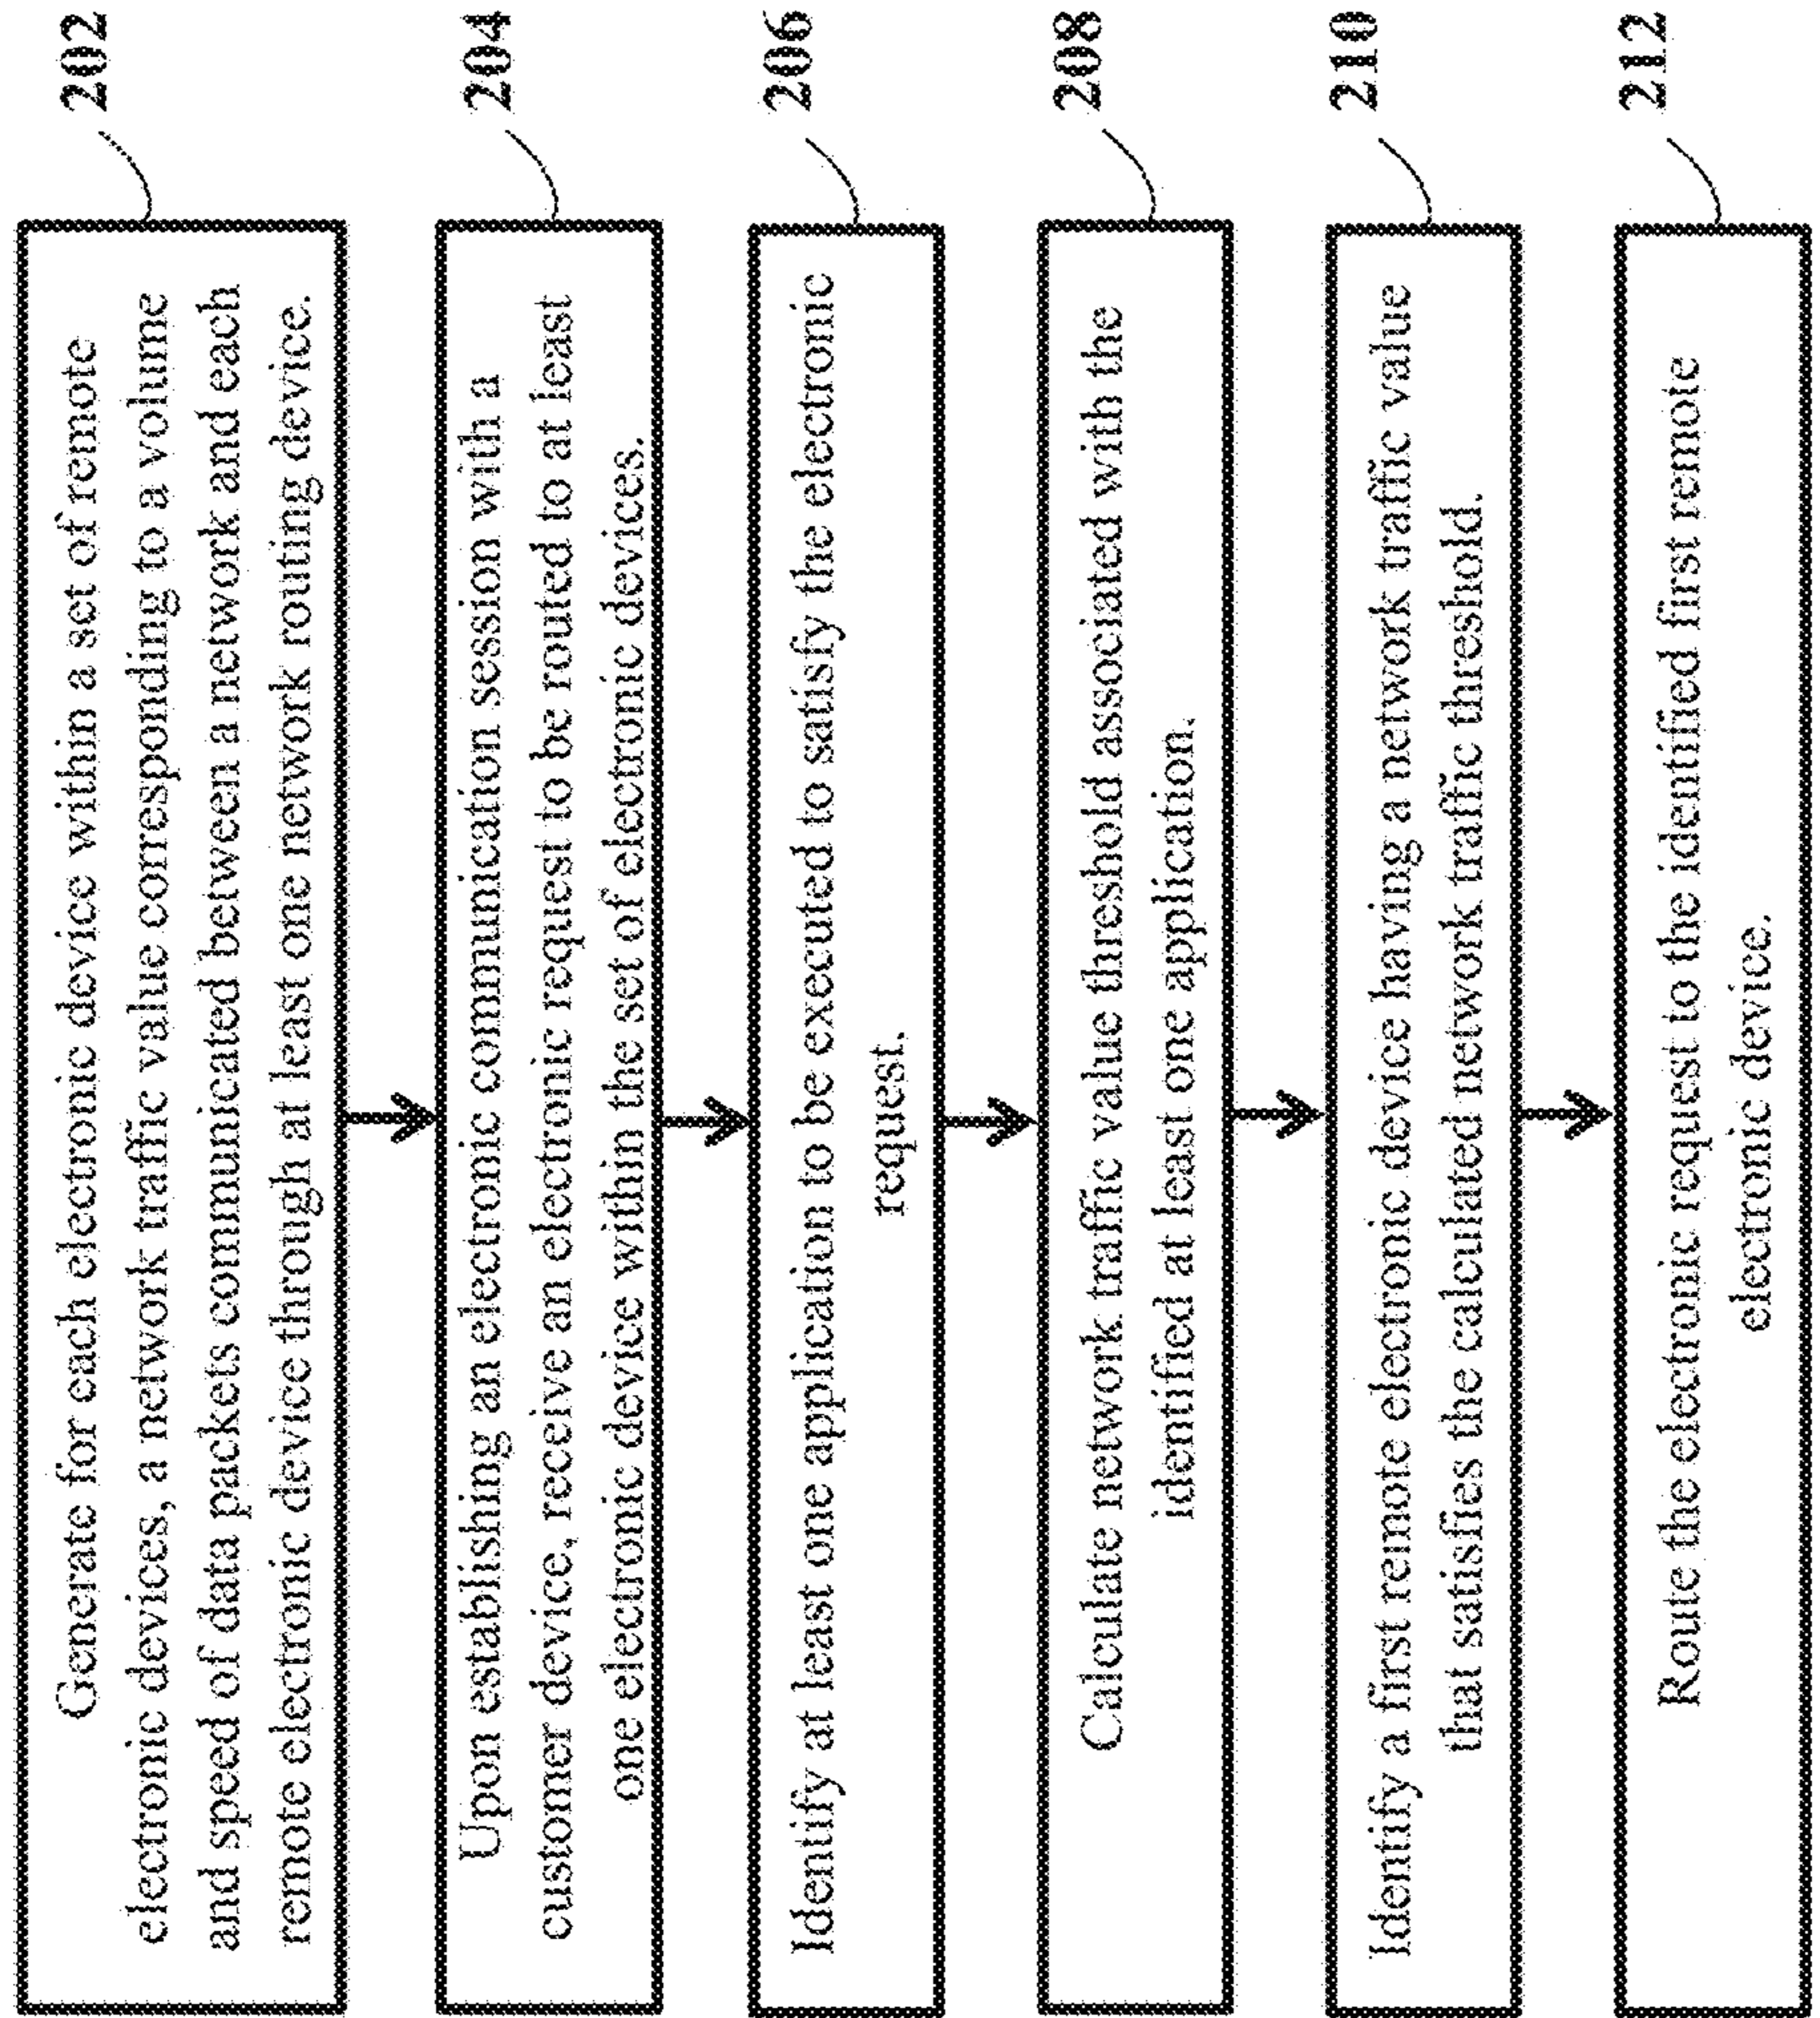 Generate for each electronic device within a set of remote
electronic devices, a network traffic value corresponding to a volume
and speed of data packets communicated between a network and each
remote electronic device through at least one network routing device.
202
Upon establishing an electronic communication session with a
customer device, receive an electronic request to be routed to at least
one electronic device within the set of electronic devices.
204
Identify at least one application to be executed to satisfy the electronic
request.
206
Calculate network traffic value threshold associated with the
identified at least one application.
208
Identify a first remote electronic device having a network traffic value
that satisfies the calculated network traffic threshold.
210
Route the electronic request to the identified first remote
electronic device.
212